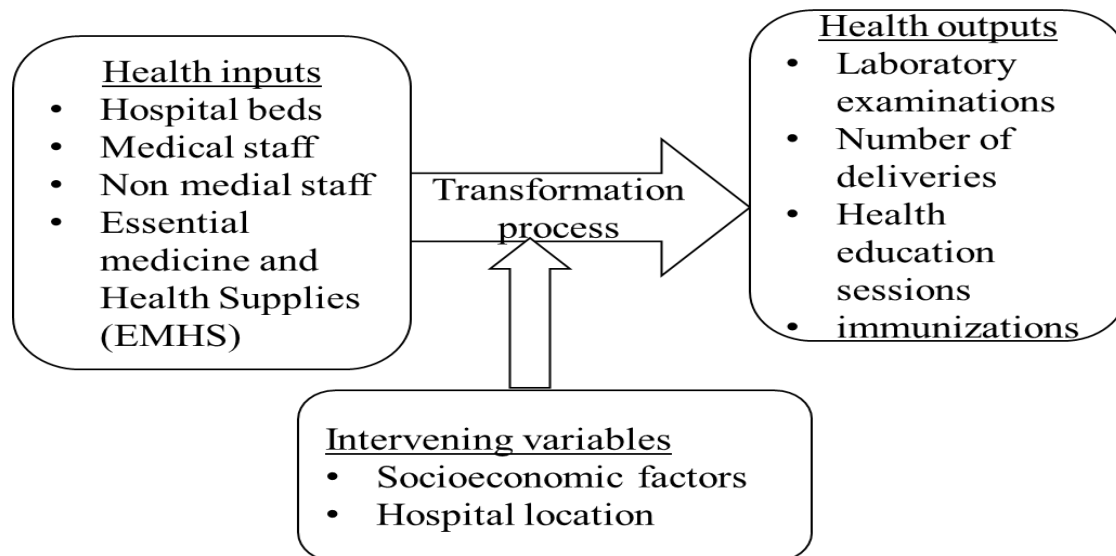 Health inputs
• Hospital beds
• Medical staff
• Non medial staff
• Essential
medicine and
Health Supplies
(EMHS)
Transformation
process
Health outputs
• Laboratory
examinations
• Number of
deliveries
• Health
education
sessions
• immunizations
Intervening variables
• Socioeconomic factors
• Hospital location